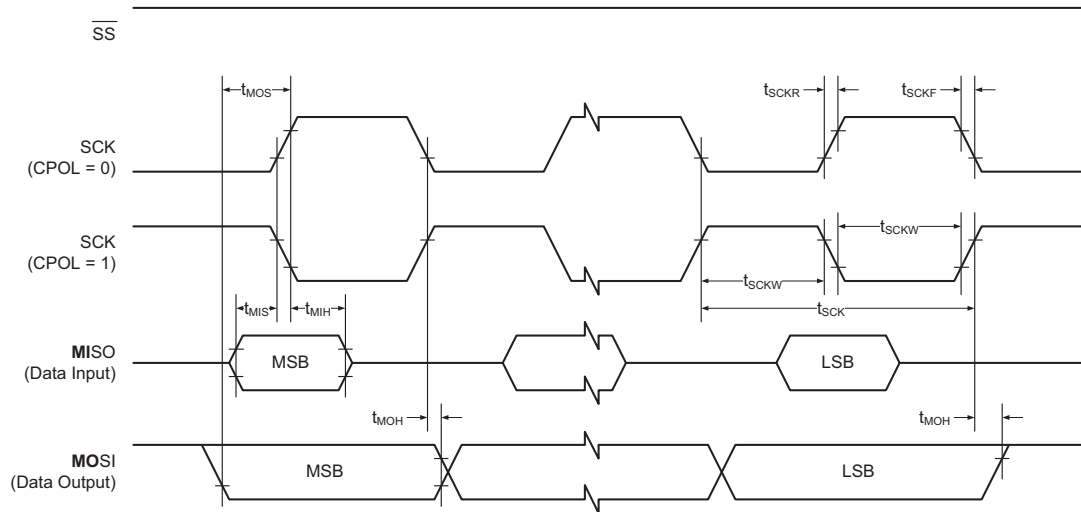 SS
tMOS
tSCKR
tSCKF
SCK
(CPOL = 0)
SCK
(CPOL = 1)
tSCKW
tSCKW
tMIS
tMIH
tSCK
MISO
(Data Input)
MSB
LSB
tMOH
tMOH
MOSI
(Data Output)
MSB
LSB